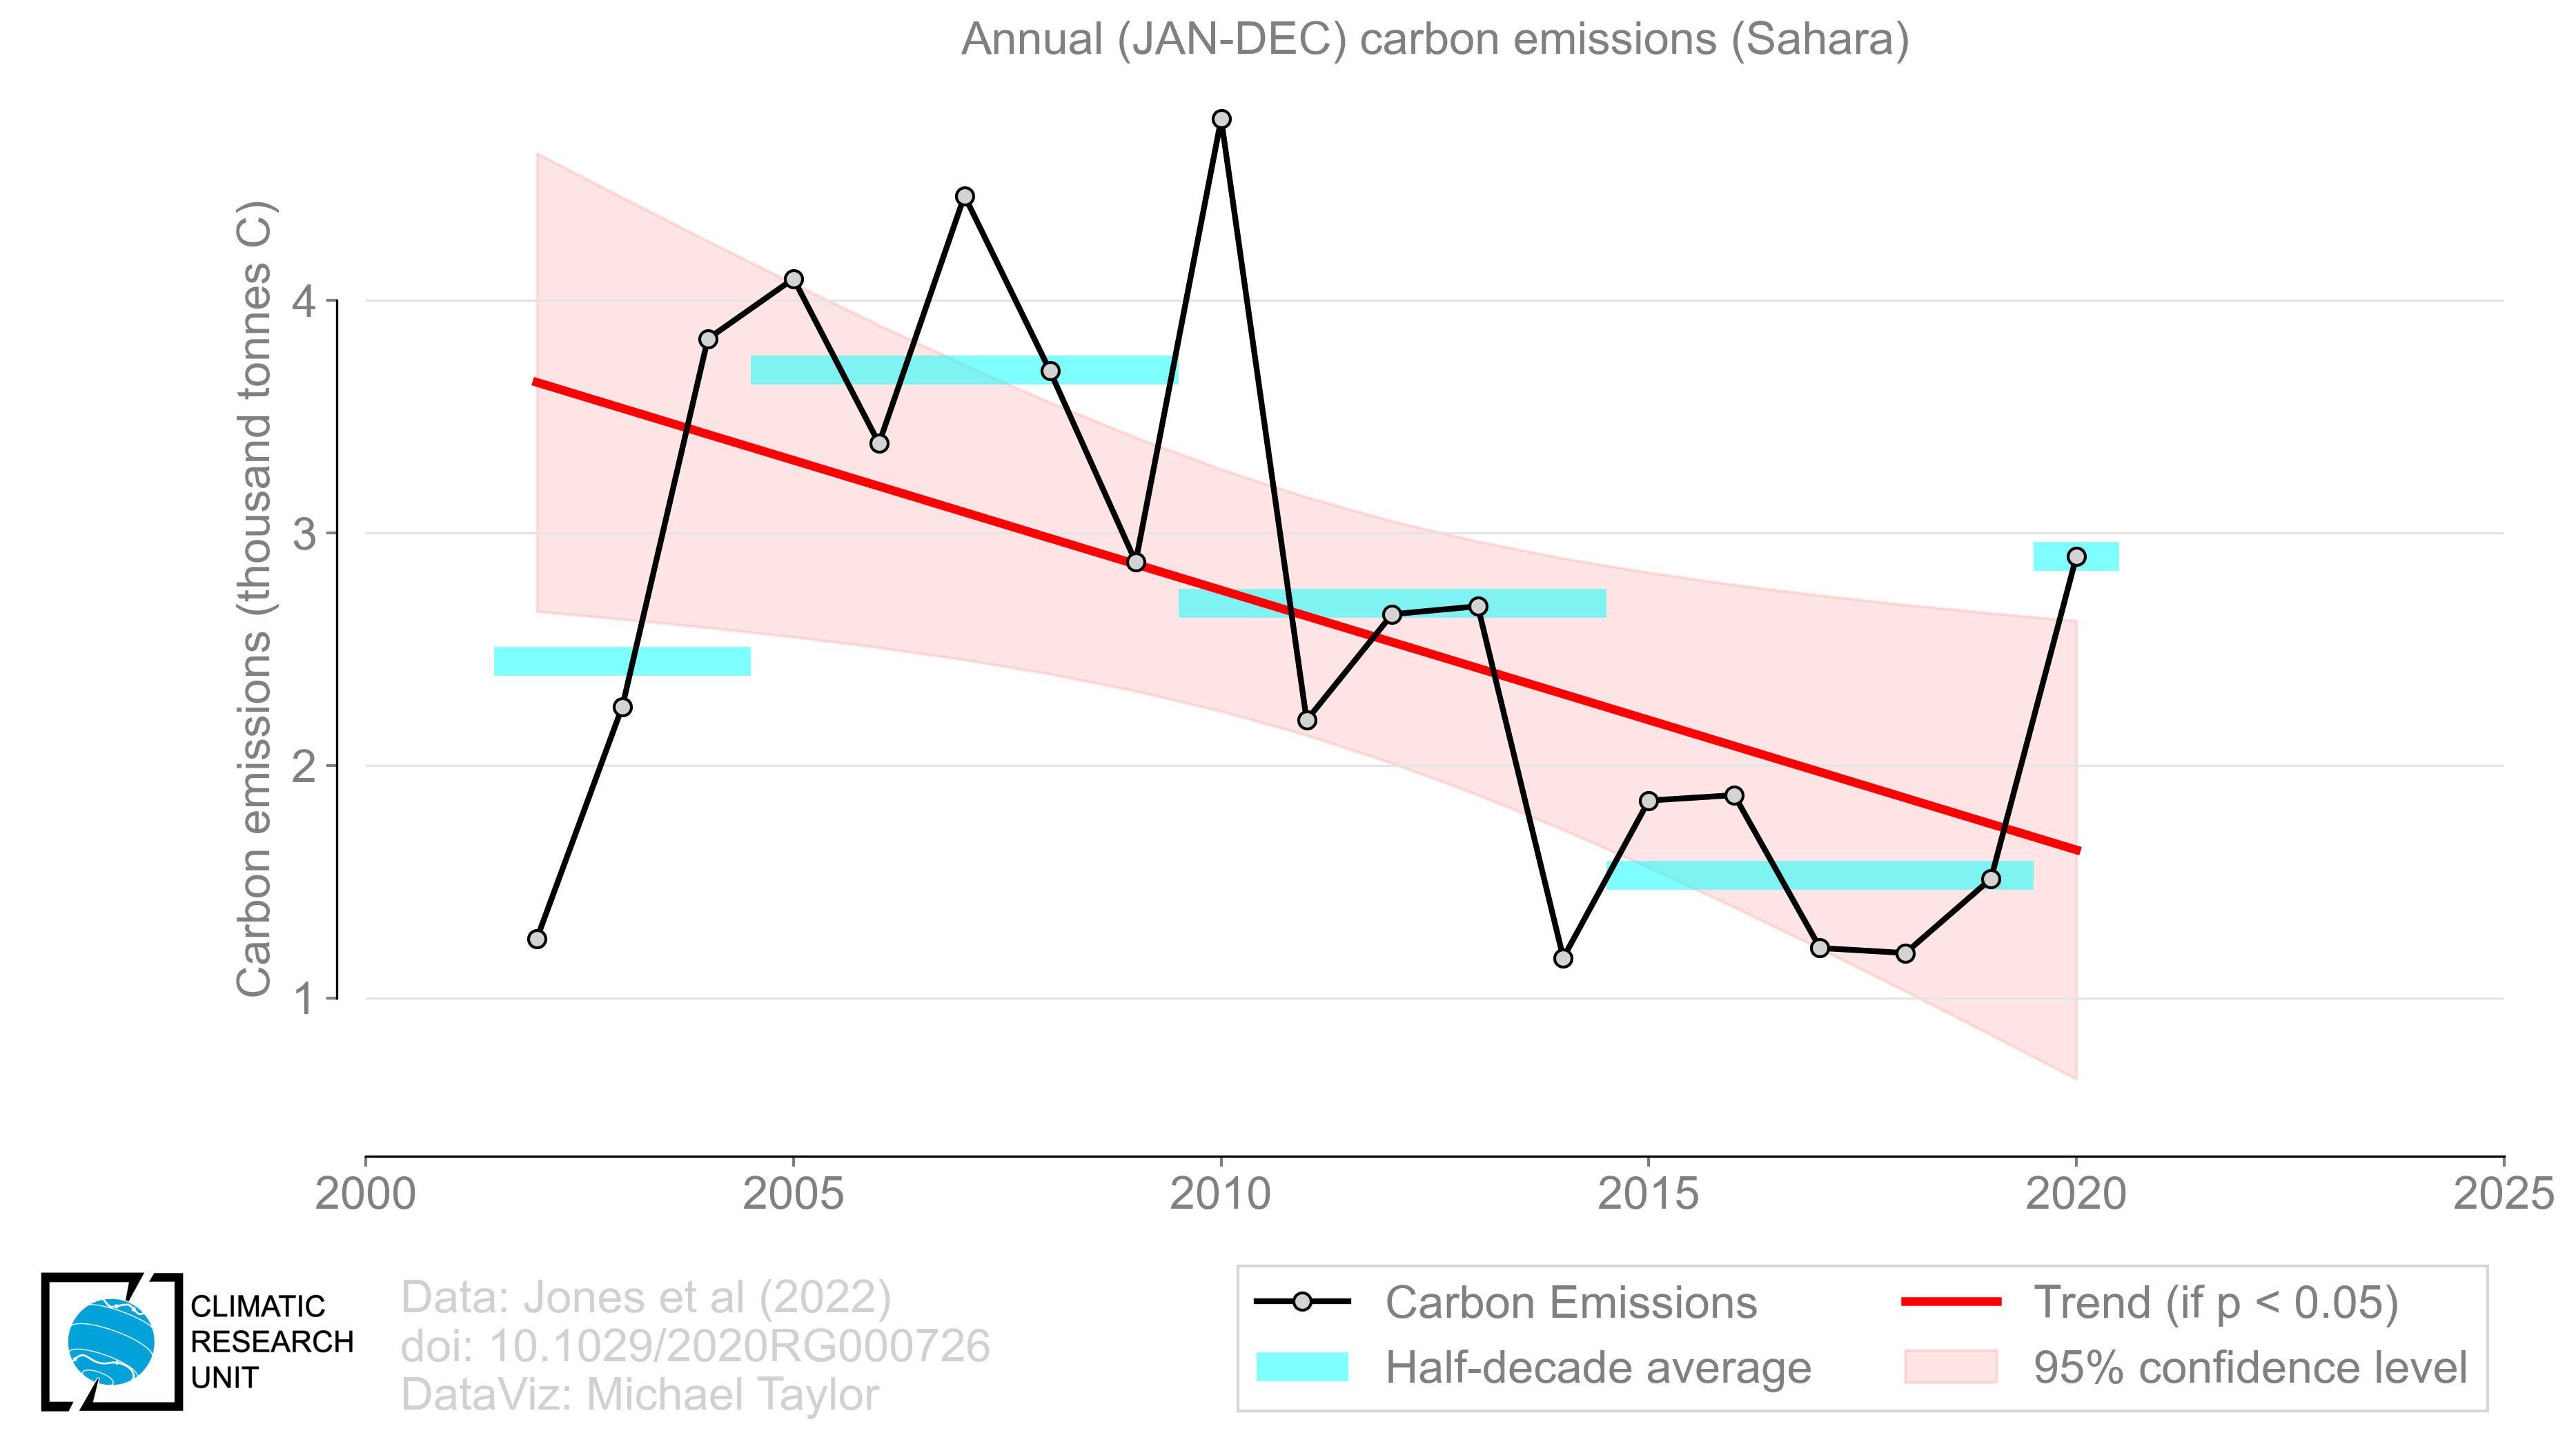 Annual (JAN-DEC) carbon emissions (Sahara)
Carbon emissions (thousand tonnes C)
4
3
2
1
2000 2005 2010 2015 2020 2025
CLIMATIC
RESEARCH
UNIT
Data: Jones et al (2022)
doi: 10.1029/2020RG000726
DataViz: Michael Taylor
Carbon Emissions
Half-decade average
Trend (if p < 0.05)
95% confidence level